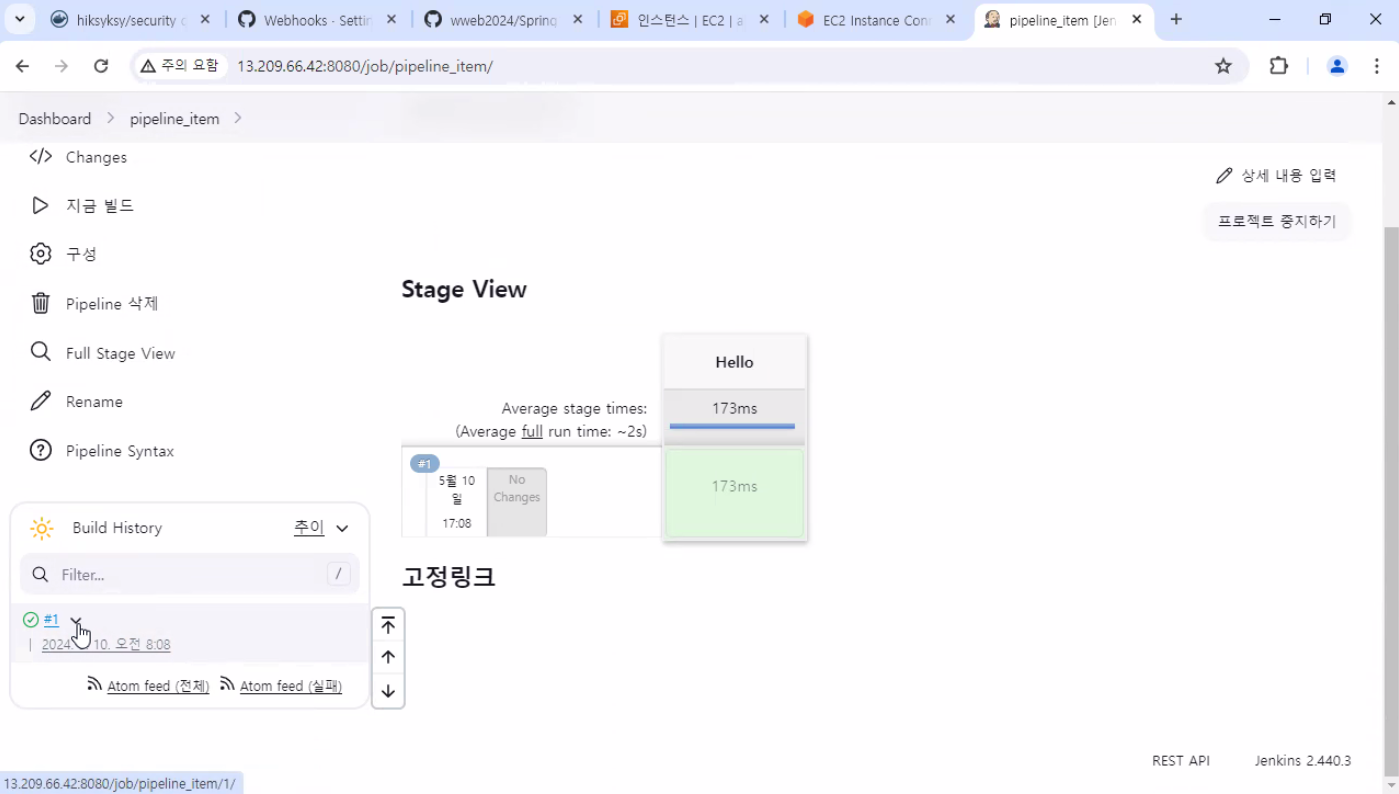 hiksyksy/security c
Webhooks - Settin
wweb2024/Spring
인스턴스 | EC2 | a
EC2 Instance Con
pipeline_item [Jen
주의 요함
13.209.66.42:8080/job/pipeline_item/
Dashboard
pipeline_item
Changes
지금 빌드
구성
Pipeline 삭제
Full Stage View
Rename
Pipeline Syntax
상세 내용 입력
프로젝트 중지하기
Stage View
Hello
Average stage times:
(Average full run time: ~2s)
173ms
#1
5월 10
일
17:08
No
Changes
173ms
고정링크
Build History
추이
Filter...
/
#1
2024. 10. 오전 8:08
Atom feed (전체)
Atom feed (실패)
REST API
Jenkins 2.440.3
13.209.66.42:8080/job/pipeline_item/1/